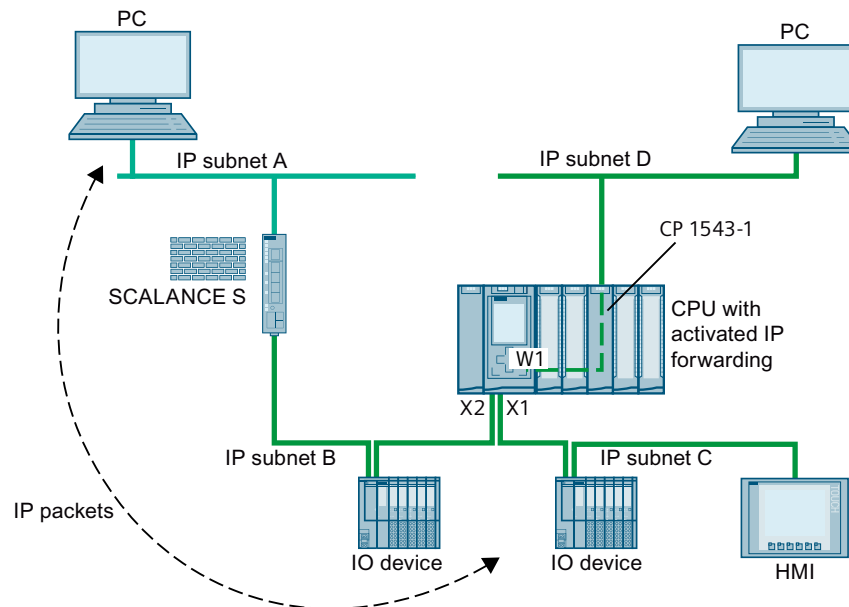 PC
PC
IP subnet A
IP subnet D
CP 1543-1
SCALANCE S
CPU with
activated IP
forwarding
W1
X2
X1
IP subnet B
IP subnet C
IP packets
IO device
IO device
HMI